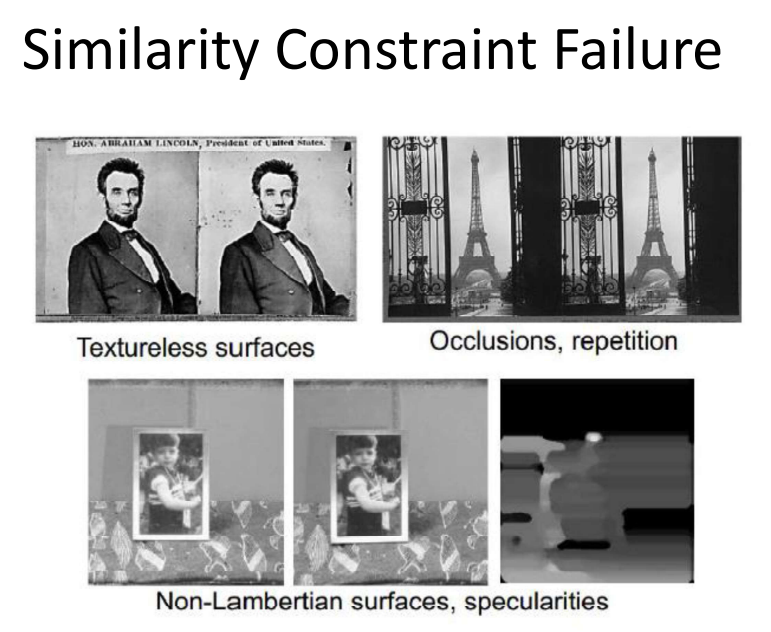 Similarity Constraint Failure
HON. ABRAHAM LINCOLN, President of United States.
Textureless surfaces
Occlusions, repetition
Non-Lambertian surfaces, specularities